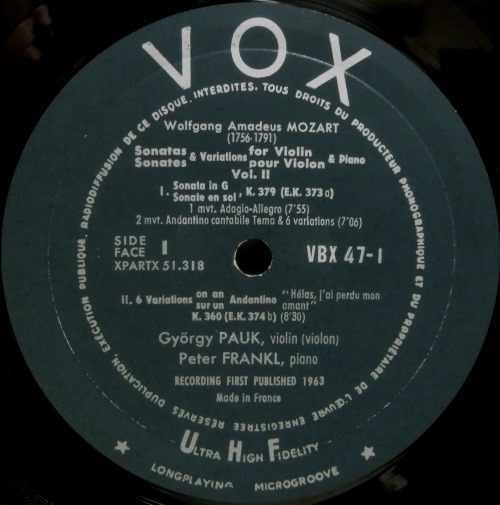 VOX
DUPLICATION, EXÉCUTION PUBLIQUE, RADIODIFFUSION DE CE DISQUE, INTERDITES. TOUS DROITS DU PRODUCTEUR PHONOGRAPHIQUE ET DU PROPRIÉTAIRE DE L'ŒUVRE ENREGISTRÉE RÉSERVÉS
Wolfgang Amadeus MOZART
(1756-1791)
Sonatas & Variations for Violin & Piano
Sonates pour Violon
Vol. II
I. Sonata in G, K. 379 (E.K. 373 a)
Sonate en sol
1 mvt. Adagio-Allegro (7'55)
2 mvt. Andantino cantabile Tema & 6 variations (7'06)
SIDE 1
FACE
XPARTX 51.318
VBX 47-1
II. 6 Variations on an Andantino "Hélas, j'ai perdu mon
sur un amant"
K. 360 (E.K. 374 b) (8'30)
György PAUK, violin (violon)
Peter FRANKL, piano
RECORDING FIRST PUBLISHED 1963
Made in France
ULTRA HIGH FIDELITY
LONGPLAYING MICROGROOVE